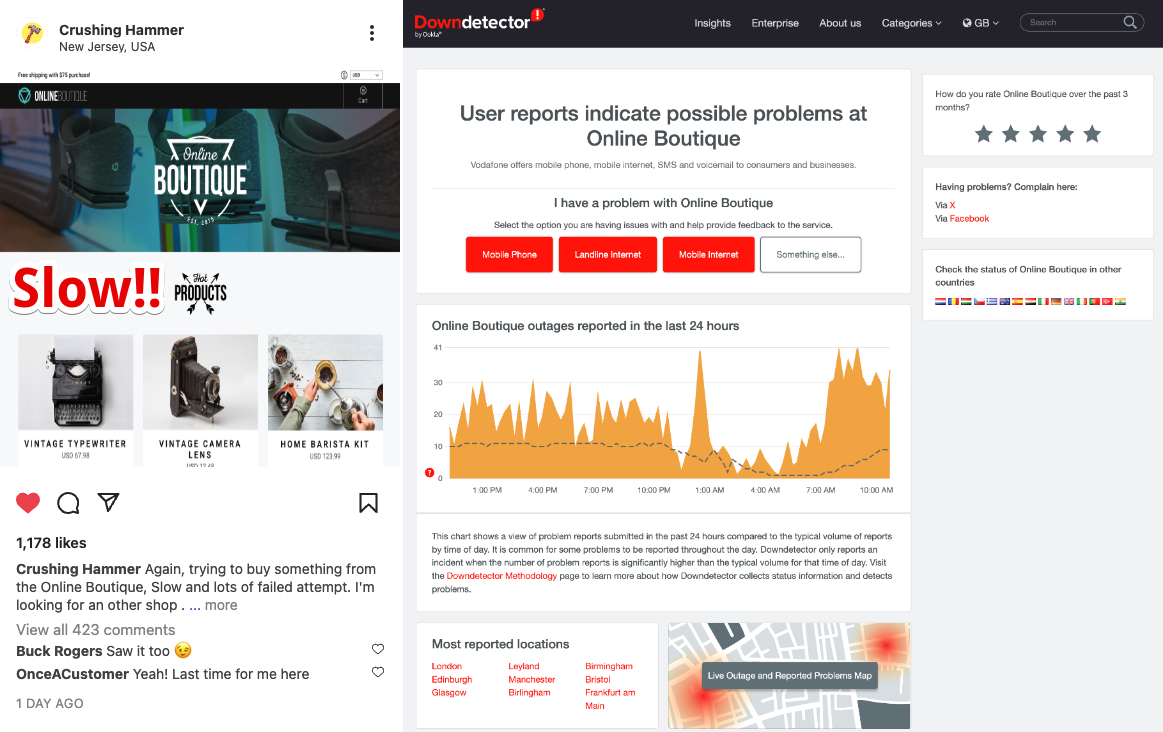 Crushing Hammer
New Jersey, USA
Free shipping with $75 purchase!
USD
ONLINEBOUTIQUE
Cart
Online
BOUTIQUE
EST. 2015
Slow!!
Hot
PRODUCTS
VINTAGE TYPEWRITER
USD 67.98
VINTAGE CAMERA
LENS
USD 12.48
HOME BARISTA KIT
USD 123.99
1,178 likes
Crushing Hammer Again, trying to buy something from
the Online Boutique, Slow and lots of failed attempt. I'm
looking for an other shop . ... more
View all 423 comments
Buck Rogers Saw it too 😉
OnceACustomer Yeah! Last time for me here
1 DAY AGO
Downdetector
by Ookla
Insights
Enterprise
About us
Categories
GB
Search
User reports indicate possible problems at
Online Boutique
Vodafone offers mobile phone, mobile internet, SMS and voicemail to consumers and businesses.
I have a problem with Online Boutique
Select the option you are having issues with and help provide feedback to the service.
Mobile Phone
Landline Internet
Mobile Internet
Something else...
Online Boutique outages reported in the last 24 hours
41
30
20
10
0
?
1:00 PM
4:00 PM
7:00 PM
10:00 PM
1:00 AM
4:00 AM
7:00 AM
10:00 AM
This chart shows a view of problem reports submitted in the past 24 hours compared to the typical volume of reports
by time of day. It is common for some problems to be reported throughout the day. Downdetector only reports an
incident when the number of problem reports is significantly higher than the typical volume for that time of day. Visit
the Downdetector Methodology page to learn more about how Downdetector collects status information and detects
problems.
Most reported locations
London
Edinburgh
Glasgow
Leyland
Manchester
Birlingham
Birmingham
Bristol
Frankfurt am
Main
Live Outage and Reported Problems Map
How do you rate Online Boutique over the past 3
months?
Having problems? Complain here:
Via X
Via Facebook
Check the status of Online Boutique in other
countries